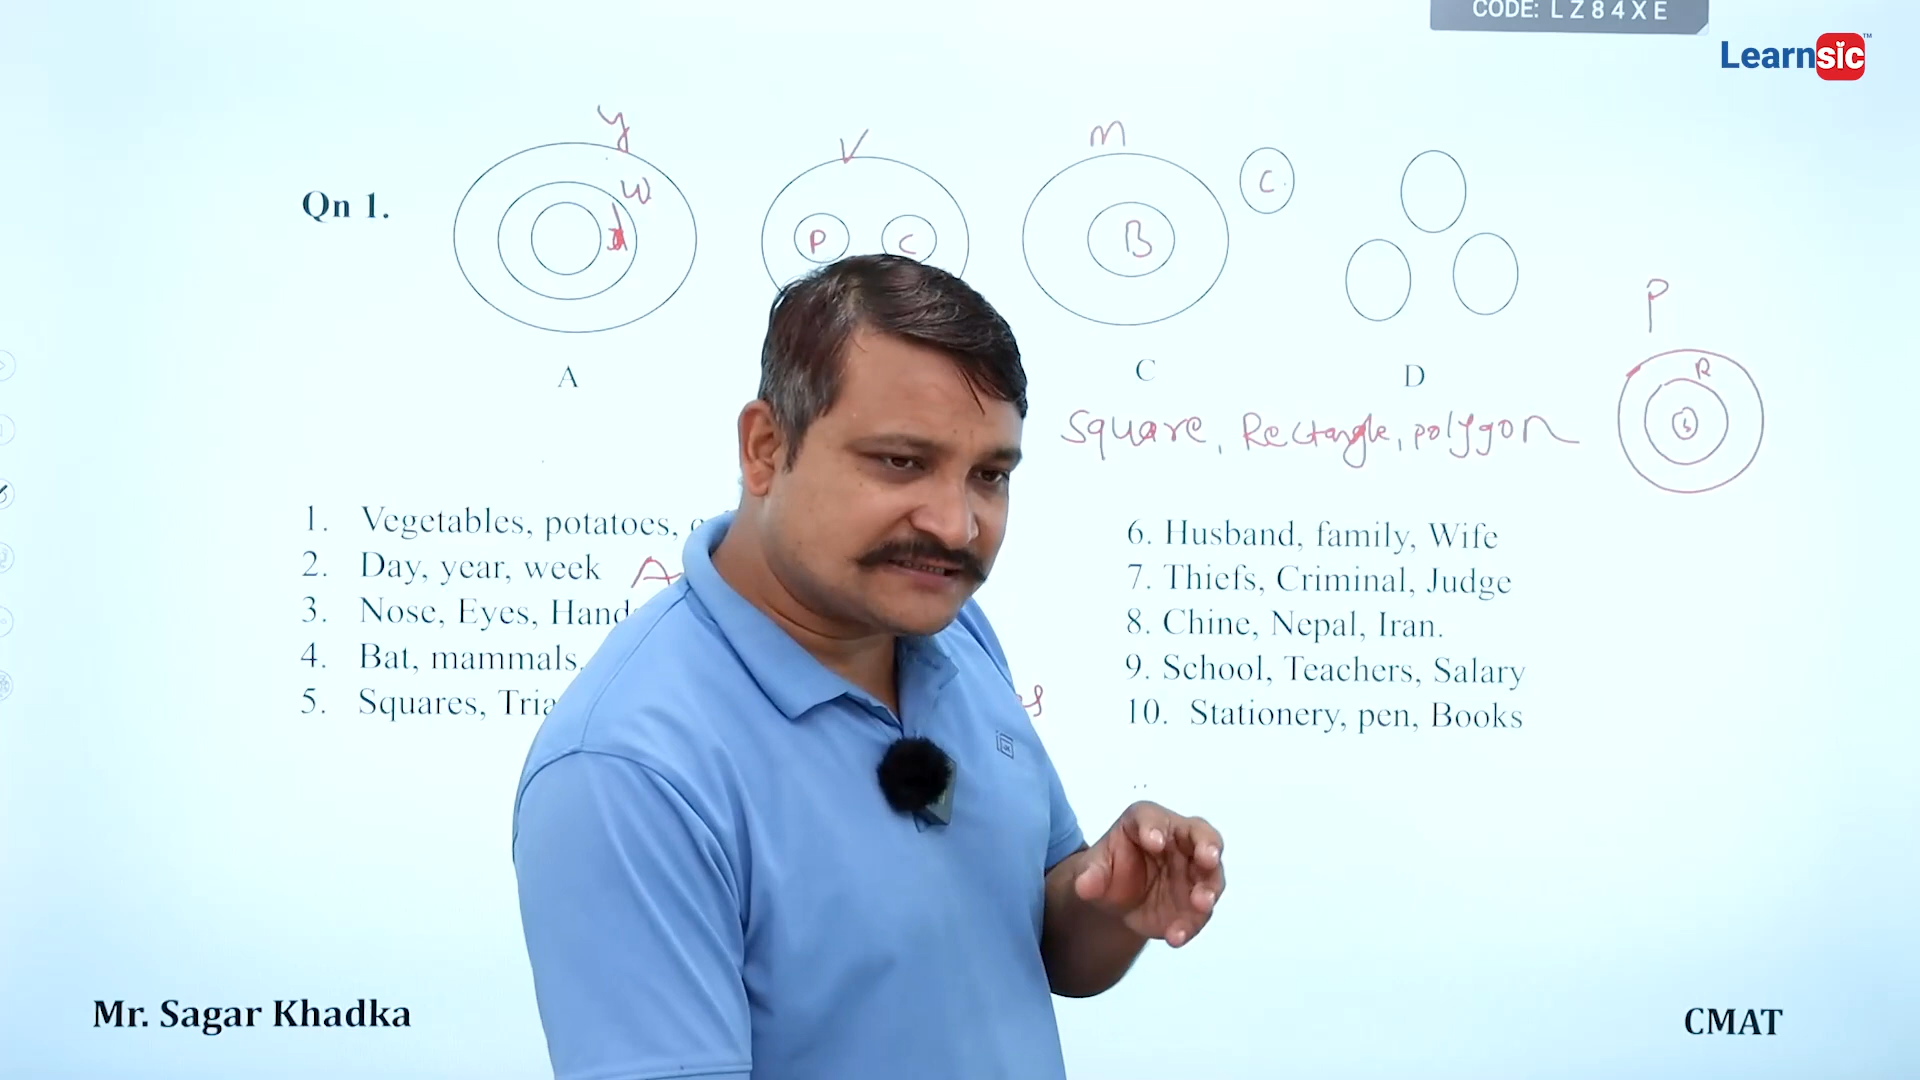 CODE: LZ84XE
Learnsic™
y
V
m
w
C
Qn 1.
d
P
C
B
P
A
C
D
R
Square, Rectangle, polygon
s
1. Vegetables, potatoes,
2. Day, year, week A
3. Nose, Eyes,
4. Bat, mammals,
5. Squares,
6. Husband, family, Wife
7. Thiefs, Criminal, Judge
8. Chine, Nepal, Iran.
9. School, Teachers, Salary
10. Stationery, pen, Books
Mr. Sagar Khadka
CMAT